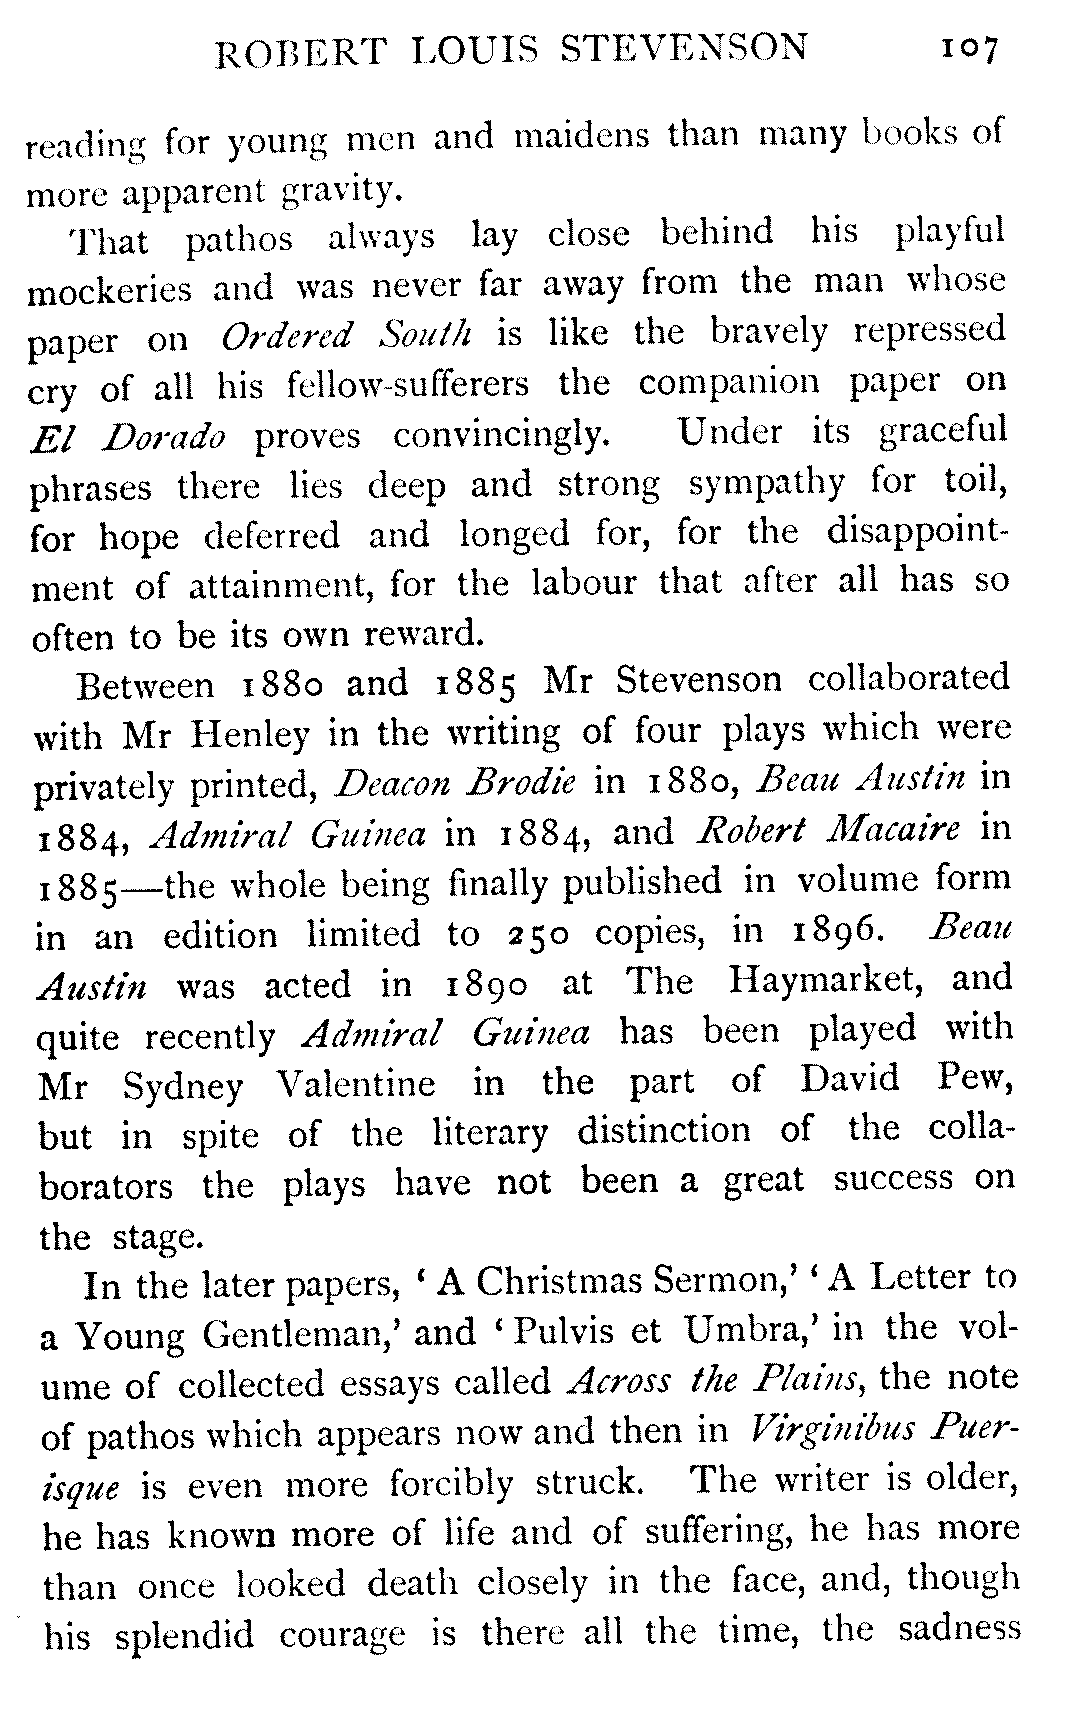 ROBERT LOUIS STEVENSON 107
reading for young men and maidens than many books of
more apparent gravity.
That pathos always lay close behind his playful
mockeries and was never far away from the man whose
paper on Ordered South is like the bravely repressed
cry of all his fellow-sufferers the companion paper on
El Dorado proves convincingly. Under its graceful
phrases there lies deep and strong sympathy for toil,
for hope deferred and longed for, for the disappoint-
ment of attainment, for the labour that after all has so
often to be its own reward.
Between 1880 and 1885 Mr Stevenson collaborated
with Mr Henley in the writing of four plays which were
privately printed, Deacon Brodie in 1880, Beau Austin in
1884, Admiral Guinea in 1884, and Robert Macaire in
1885—the whole being finally published in volume form
in an edition limited to 250 copies, in 1896. Beau
Austin was acted in 1890 at The Haymarket, and
quite recently Admiral Guinea has been played with
Mr Sydney Valentine in the part of David Pew,
but in spite of the literary distinction of the colla-
borators the plays have not been a great success on
the stage.
In the later papers, ‘A Christmas Sermon,’ ‘A Letter to
a Young Gentleman,’ and ‘Pulvis et Umbra,’ in the vol-
ume of collected essays called Across the Plains, the note
of pathos which appears now and then in Virginibus Puer-
isque is even more forcibly struck. The writer is older,
he has known more of life and of suffering, he has more
than once looked death closely in the face, and, though
his splendid courage is there all the time, the sadness